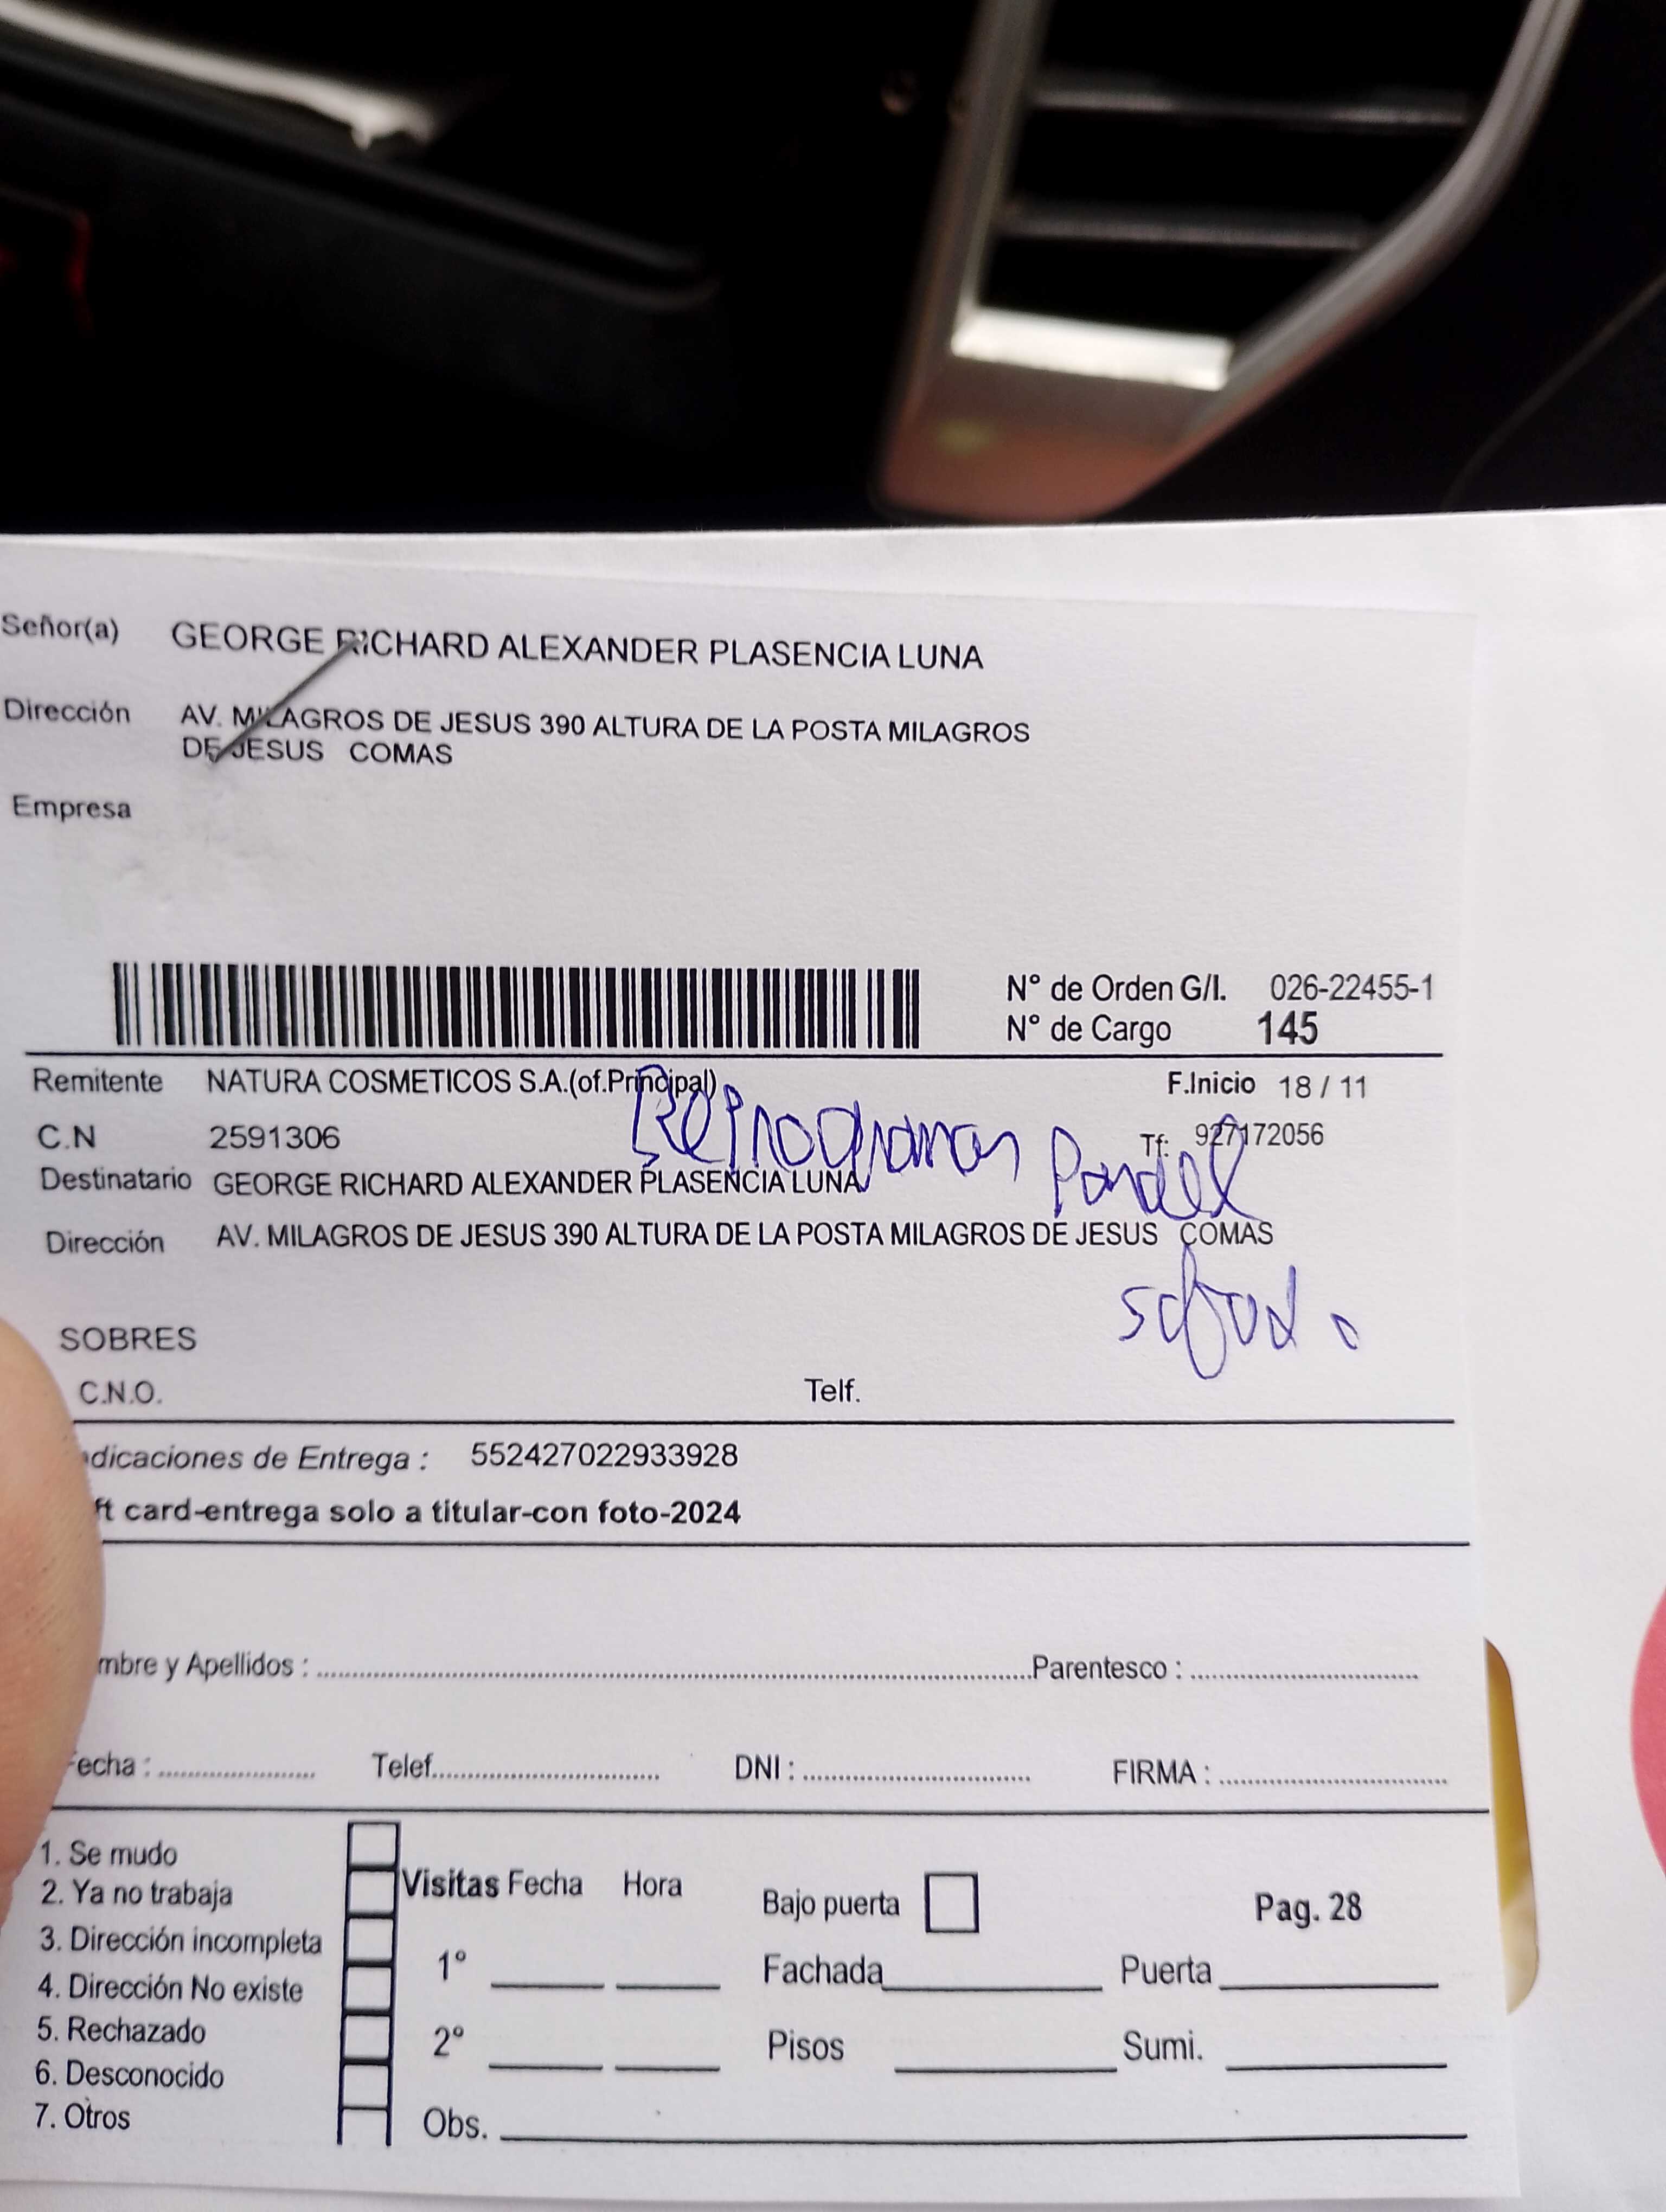 Señor(a) GEORGE RICHARD ALEXANDER PLASENCIA LUNA
Dirección AV. MILAGROS DE JESUS 390 ALTURA DE LA POSTA MILAGROS
DE JESUS COMAS
Empresa
N° de Orden G/I. 026-22455-1
N° de Cargo 145
Remitente NATURA COSMETICOS S.A.(of.Principal) F.Inicio 18 / 11
C.N 2591306 Tf: 927172056
Destinatario GEORGE RICHARD ALEXANDER PLASENCIA LUNA
Dirección AV. MILAGROS DE JESUS 390 ALTURA DE LA POSTA MILAGROS DE JESUS COMAS
SOBRES
C.N.O. Telf.
dicaciones de Entrega : 552427022933928
ft card-entrega solo a titular-con foto-2024
mbre y Apellidos : Parentesco :
echa : Telef. DNI : FIRMA :
1. Se mudo
2. Ya no trabaja
3. Dirección incompleta
4. Dirección No existe
5. Rechazado
6. Desconocido
7. Otros
Visitas Fecha Hora
1°
2°
Obs.
Bajo puerta Pag. 28
Fachada Puerta
Pisos Sumi.